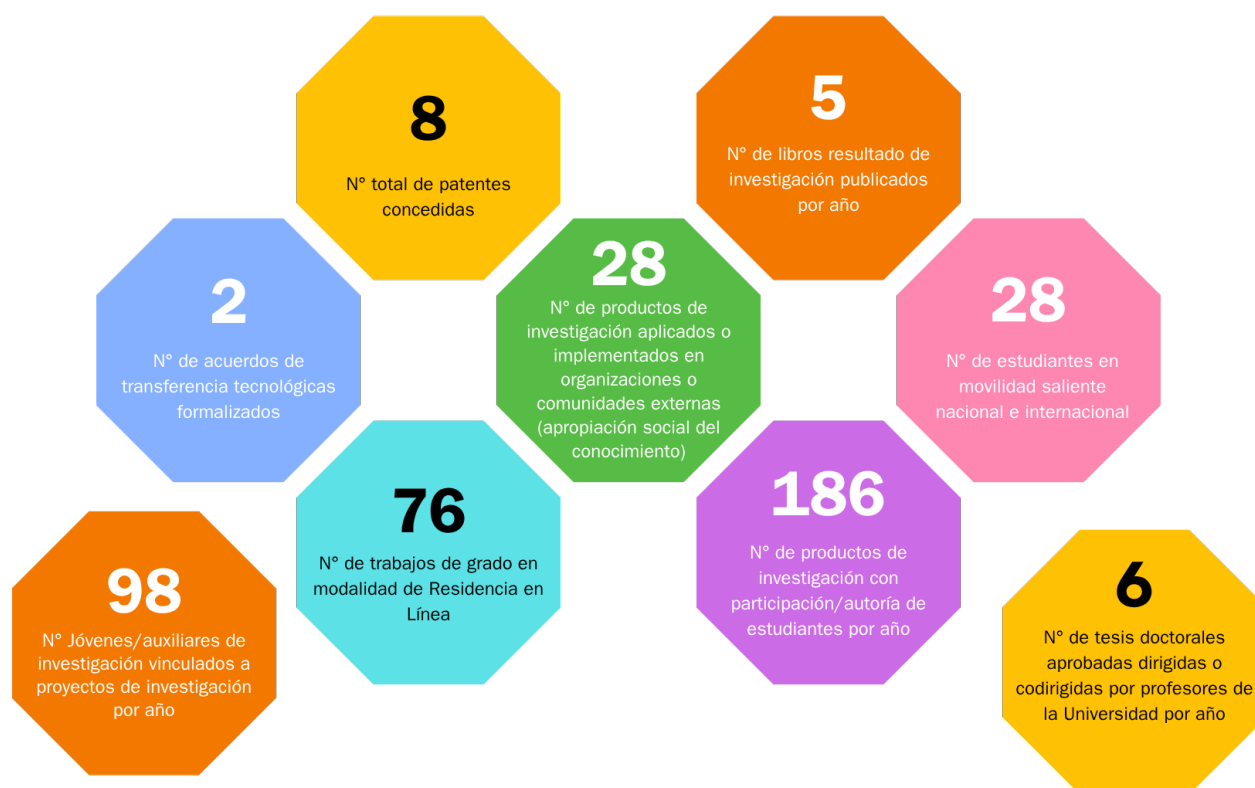 8
N° total de patentes
concedidas
5
N° de libros resultado de
investigación publicados
por año
2
N° de acuerdos de
transferencia tecnológicas
formalizados
28
N° de productos de
investigación aplicados o
implementados en
organizaciones o
comunidades externas
(apropiación social del
conocimiento)
28
N° de estudiantes en
movilidad saliente
nacional e internacional
98
N° Jóvenes/auxiliares de
investigación vinculados a
proyectos de investigación
por año
76
N° de trabajos de grado en
modalidad de Residencia en
Línea
186
N° de productos de
investigación con
participación/autoría de
estudiantes por año
6
N° de tesis doctorales
aprobadas dirigidas o
codirigidas por profesores de
la Universidad por año